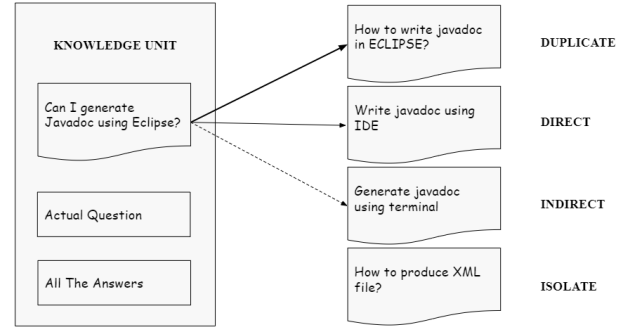 KNOWLEDGE UNIT
Can I generate
Javadoc using Eclipse?
Actual Question
All The Answers
How to write javadoc
in ECLIPSE?
DUPLICATE
Write javadoc using
IDE
DIRECT
Generate javadoc
using terminal
INDIRECT
How to produce XML
file?
ISOLATE